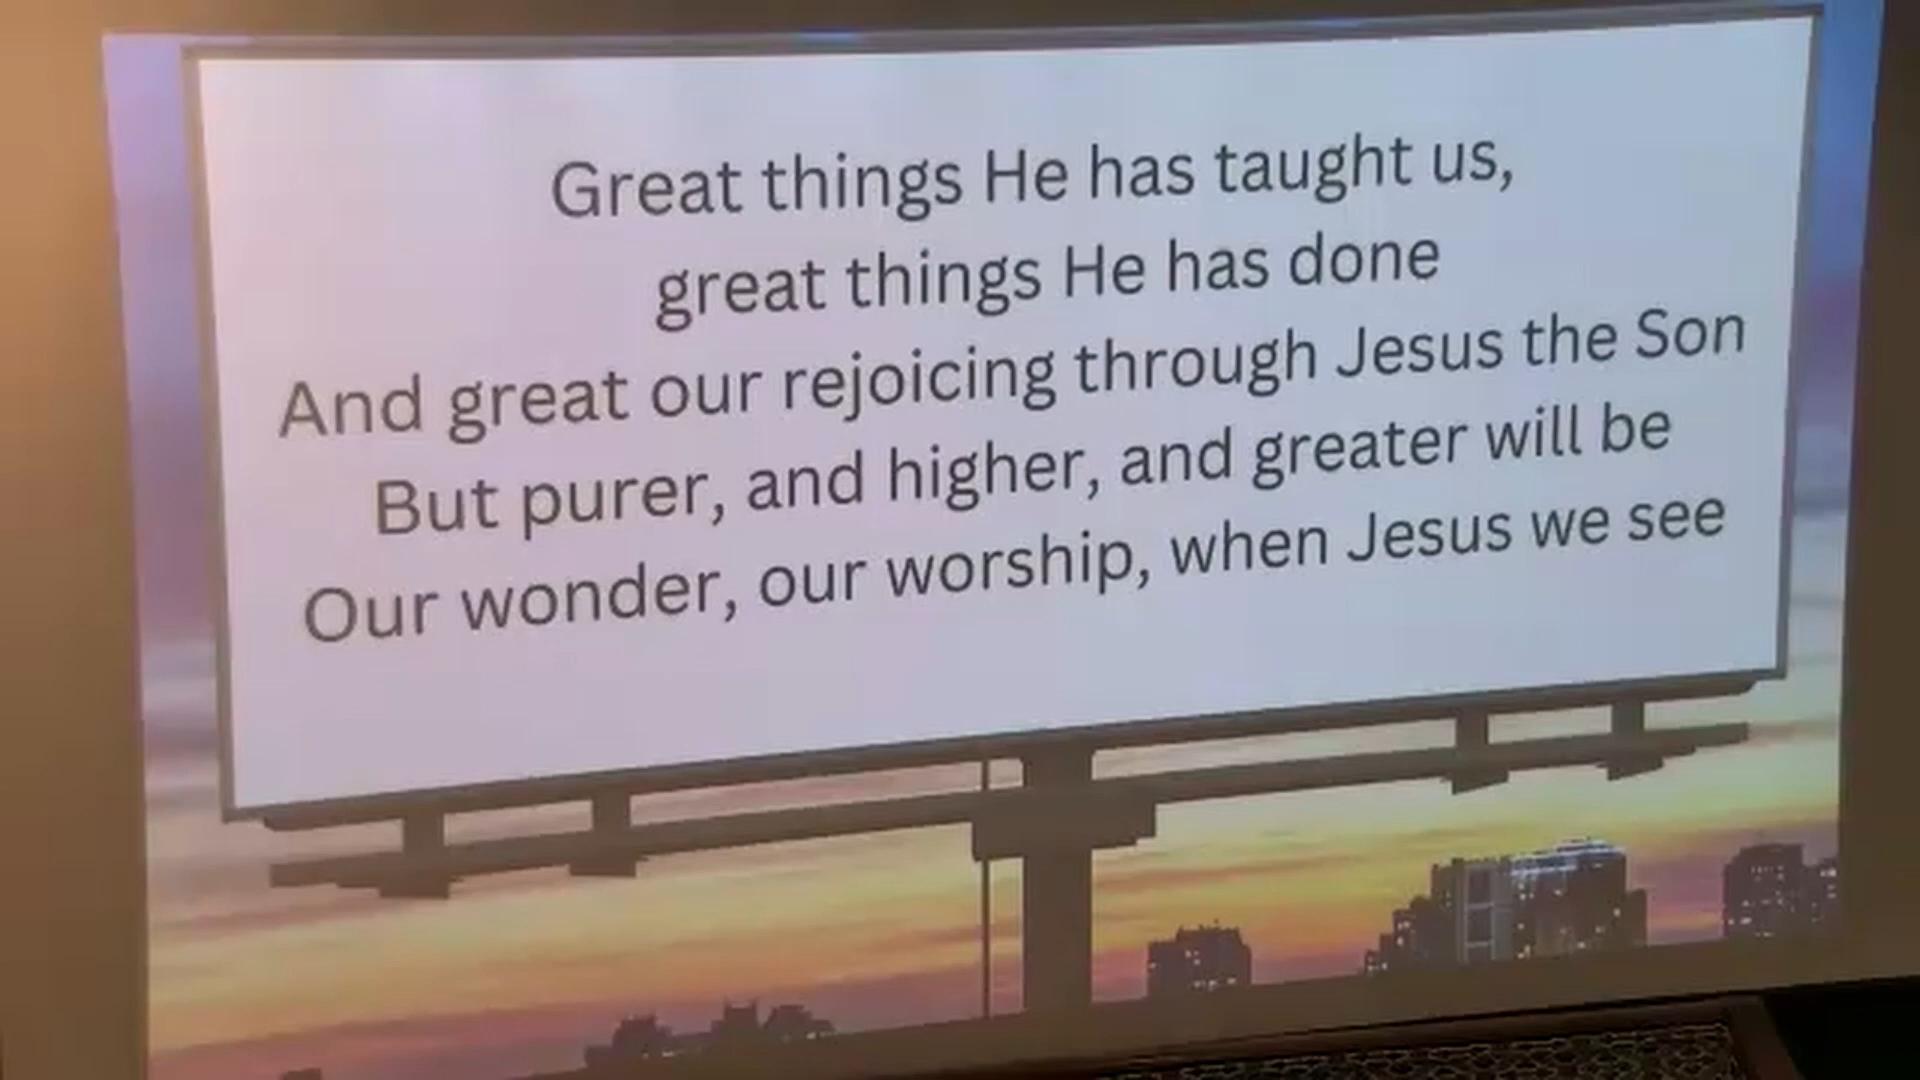 Great things He has taught us,
great things He has done
And great our rejoicing through Jesus the Son
But purer, and higher, and greater will be
Our wonder, our worship, when Jesus we see